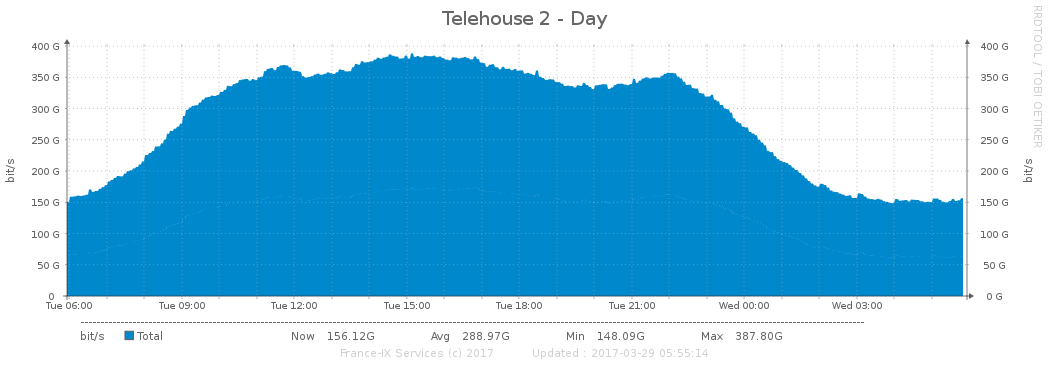 Telehouse 2 - Day
RRDTOOL / TOBI OETIKER
bit/s
bit/s
400 G 400 G
350 G 350 G
300 G 300 G
250 G 250 G
200 G 200 G
150 G 150 G
100 G 100 G
50 G 50 G
0 0 G
Tue 06:00 Tue 09:00 Tue 12:00 Tue 15:00 Tue 18:00 Tue 21:00 Wed 00:00 Wed 03:00
bit/s Total Now 156.12G Avg 288.97G Min 148.09G Max 387.80G
France-IX Services (c) 2017 Updated : 2017-03-29 05:55:14